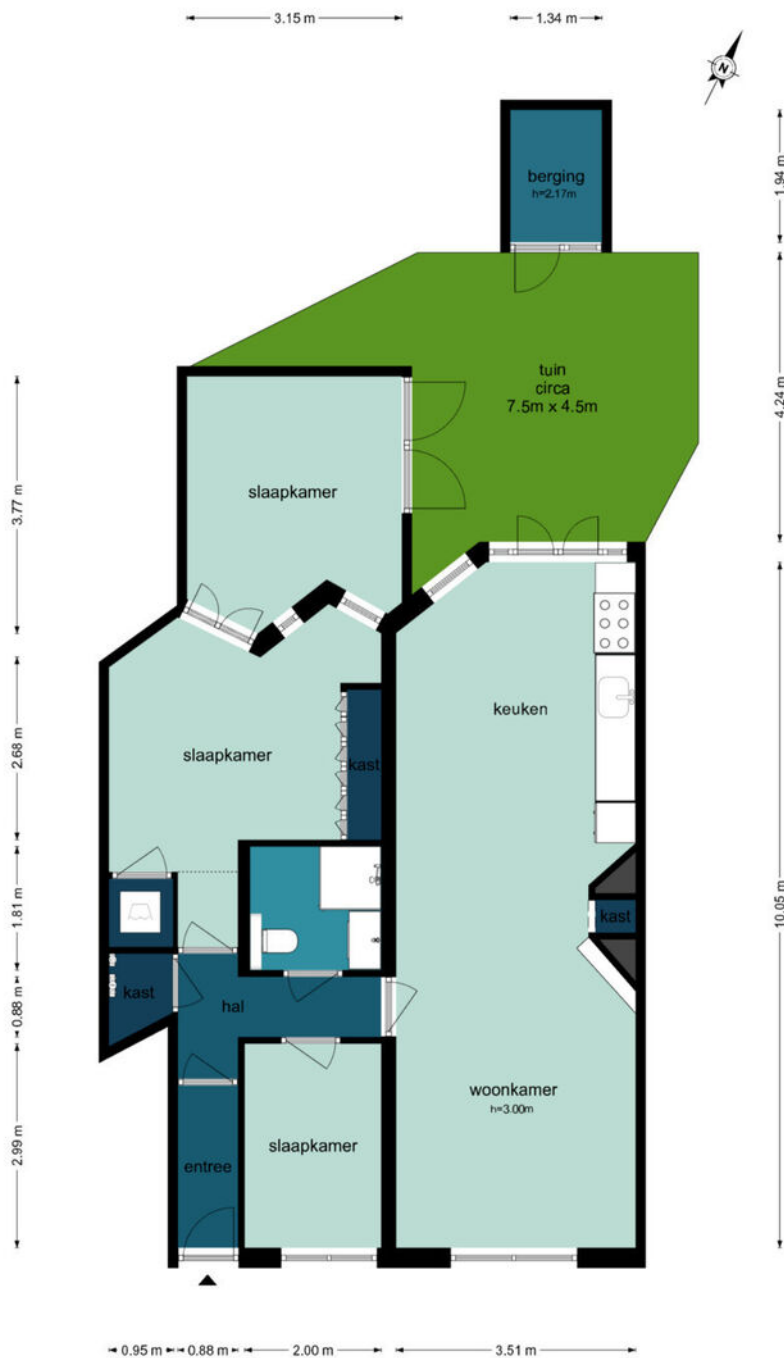 3.15 m
1.34 m
N
berging
h=2.17m
1.94 m
tuin
circa
7.5m x 4.5m
4.24 m
3.77 m
slaapkamer
keuken
2.68 m
slaapkamer
kast
1.81 m
kast
10.05 m
kast
hal
0.88 m
woonkamer
h=3.00m
2.99 m
slaapkamer
entree
0.95 m
0.88 m
2.00 m
3.51 m